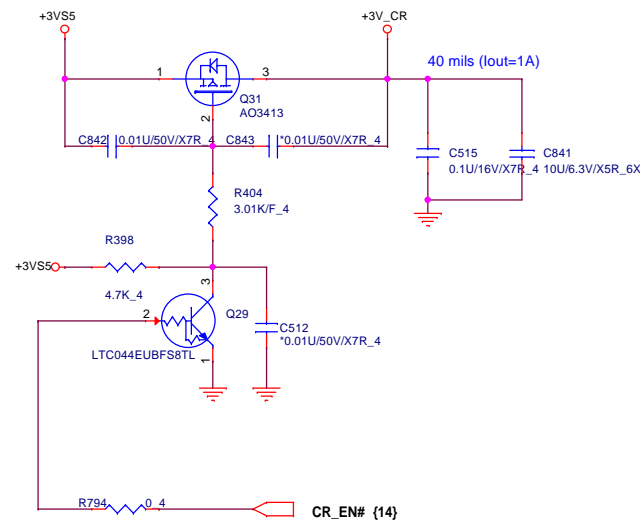 +3VS5
+3V_CR
40 mils (Iout=1A)
1
3
Q31
AO3413
2
C842
0.01U/50V/X7R_4
C843
*0.01U/50V/X7R_4
C515
0.1U/16V/X7R_4
C841
10U/6.3V/X5R_6X
R404
3.01K/F_4
R398
+3VS5
4.7K_4
3
2
Q29
C512
*0.01U/50V/X7R_4
LTC044EUBFS8TL
1
R794
0_4
CR_EN# {14}